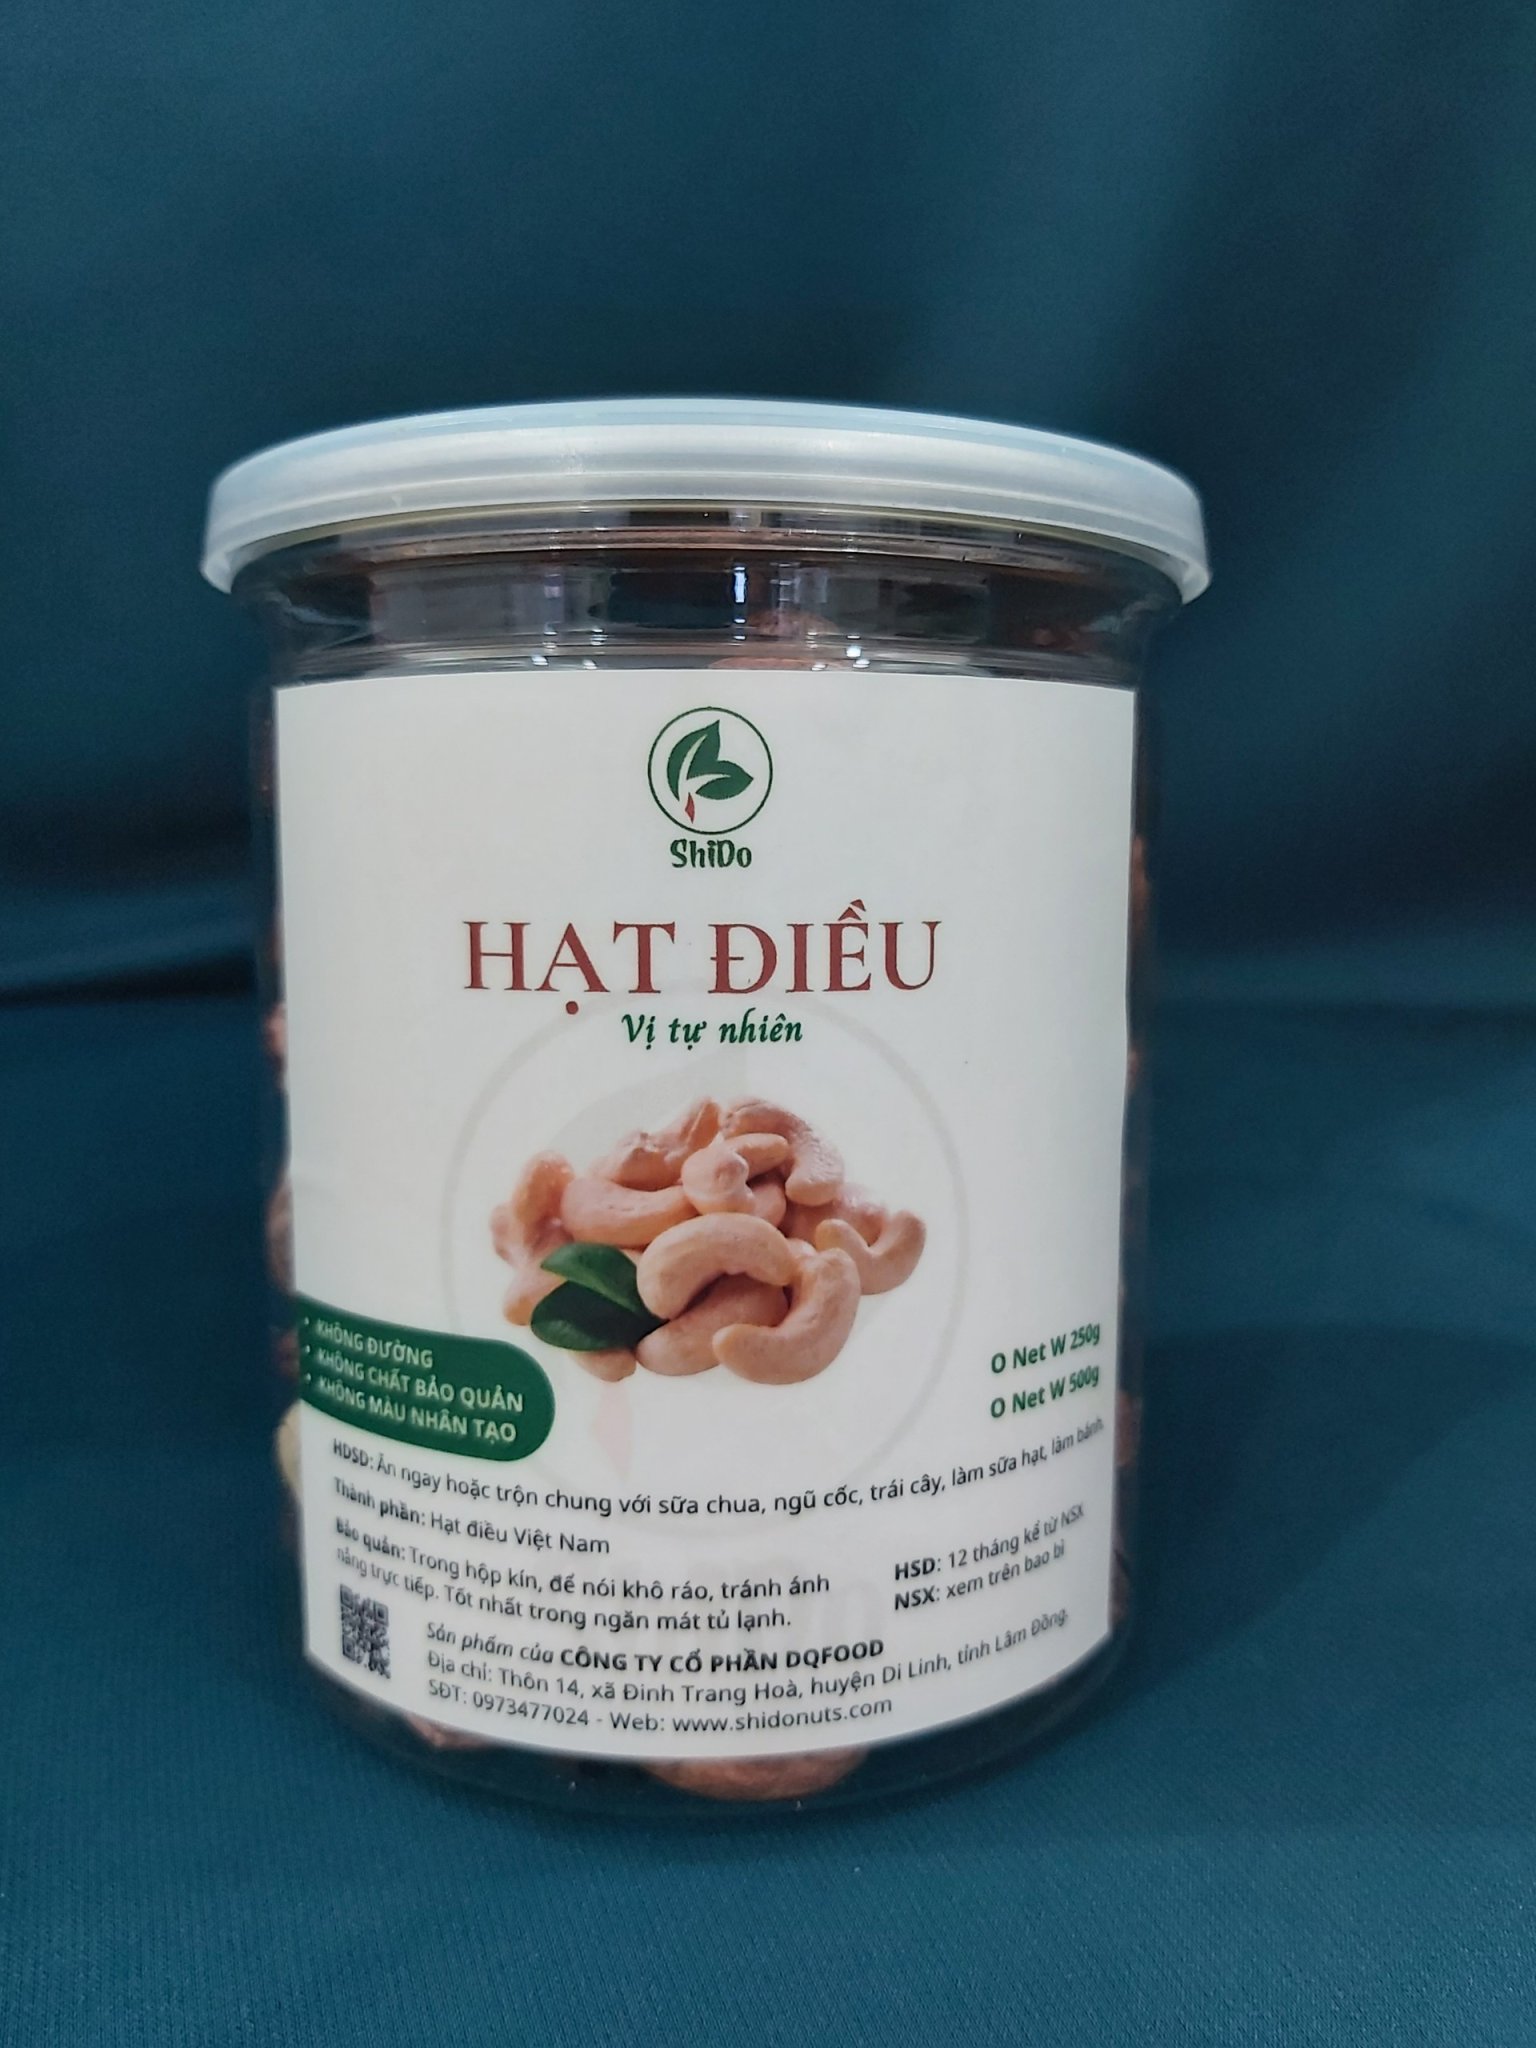 ShiDo
HẠT ĐIỀU
Vị tự nhiên
• KHÔNG ĐƯỜNG
• KHÔNG CHẤT BẢO QUẢN
• KHÔNG MÀU NHÂN TẠO
O Net W 250g
O Net W 500g
HDSD: Ăn ngay hoặc trộn chung với sữa chua, ngũ cốc, trái cây, làm sữa hạt, làm bánh.
Thành phần: Hạt điều Việt Nam
Bảo quản: Trong hộp kín, để nói khô ráo, tránh ánh
nắng trực tiếp. Tốt nhất trong ngăn mát tủ lạnh.
HSD: 12 tháng kể từ NSX
NSX: xem trên bao bì
Sản phẩm của CÔNG TY CỔ PHẦN DQFOOD
Địa chỉ: Thôn 14, xã Đinh Trang Hoà, huyện Di Linh, tỉnh Lâm Đồng.
SĐT: 0973477024 - Web: www.shidonuts.com